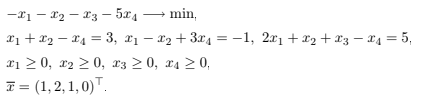 −x₁ − x₂ − x₃ − 5x₄ ⟶ min,
x₁ + x₂ − x₄ = 3, x₁ − x₂ + 3x₄ = −1, 2x₁ + x₂ + x₃ − x₄ = 5,
x₁ ≥ 0, x₂ ≥ 0, x₃ ≥ 0, x₄ ≥ 0,
x̅ = (1, 2, 1, 0)⊤.